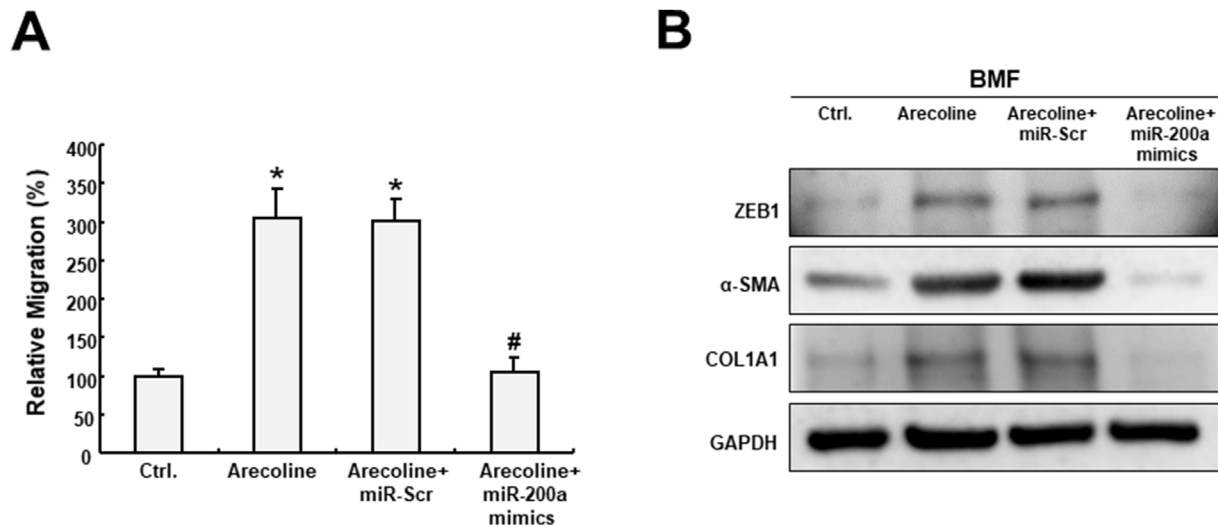 A
Relative Migration (%)
400
350
300
250
200
150
100
50
0
*
*
#
Ctrl.
Arecoline
Arecoline+
miR-Scr
Arecoline+
miR-200a
mimics
B
BMF
Ctrl.
Arecoline
Arecoline+
miR-Scr
Arecoline+
miR-200a
mimics
ZEB1
α-SMA
COL1A1
GAPDH